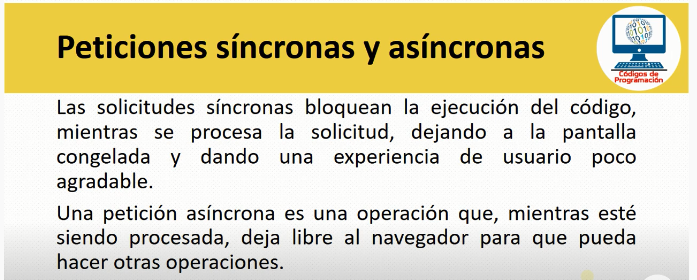 Peticiones síncronas y asíncronas
Códigos de
Programación
Las solicitudes síncronas bloquean la ejecución del código,
mientras se procesa la solicitud, dejando a la pantalla
congelada y dando una experiencia de usuario poco
agradable.
Una petición asíncrona es una operación que, mientras esté
siendo procesada, deja libre al navegador para que pueda
hacer otras operaciones.